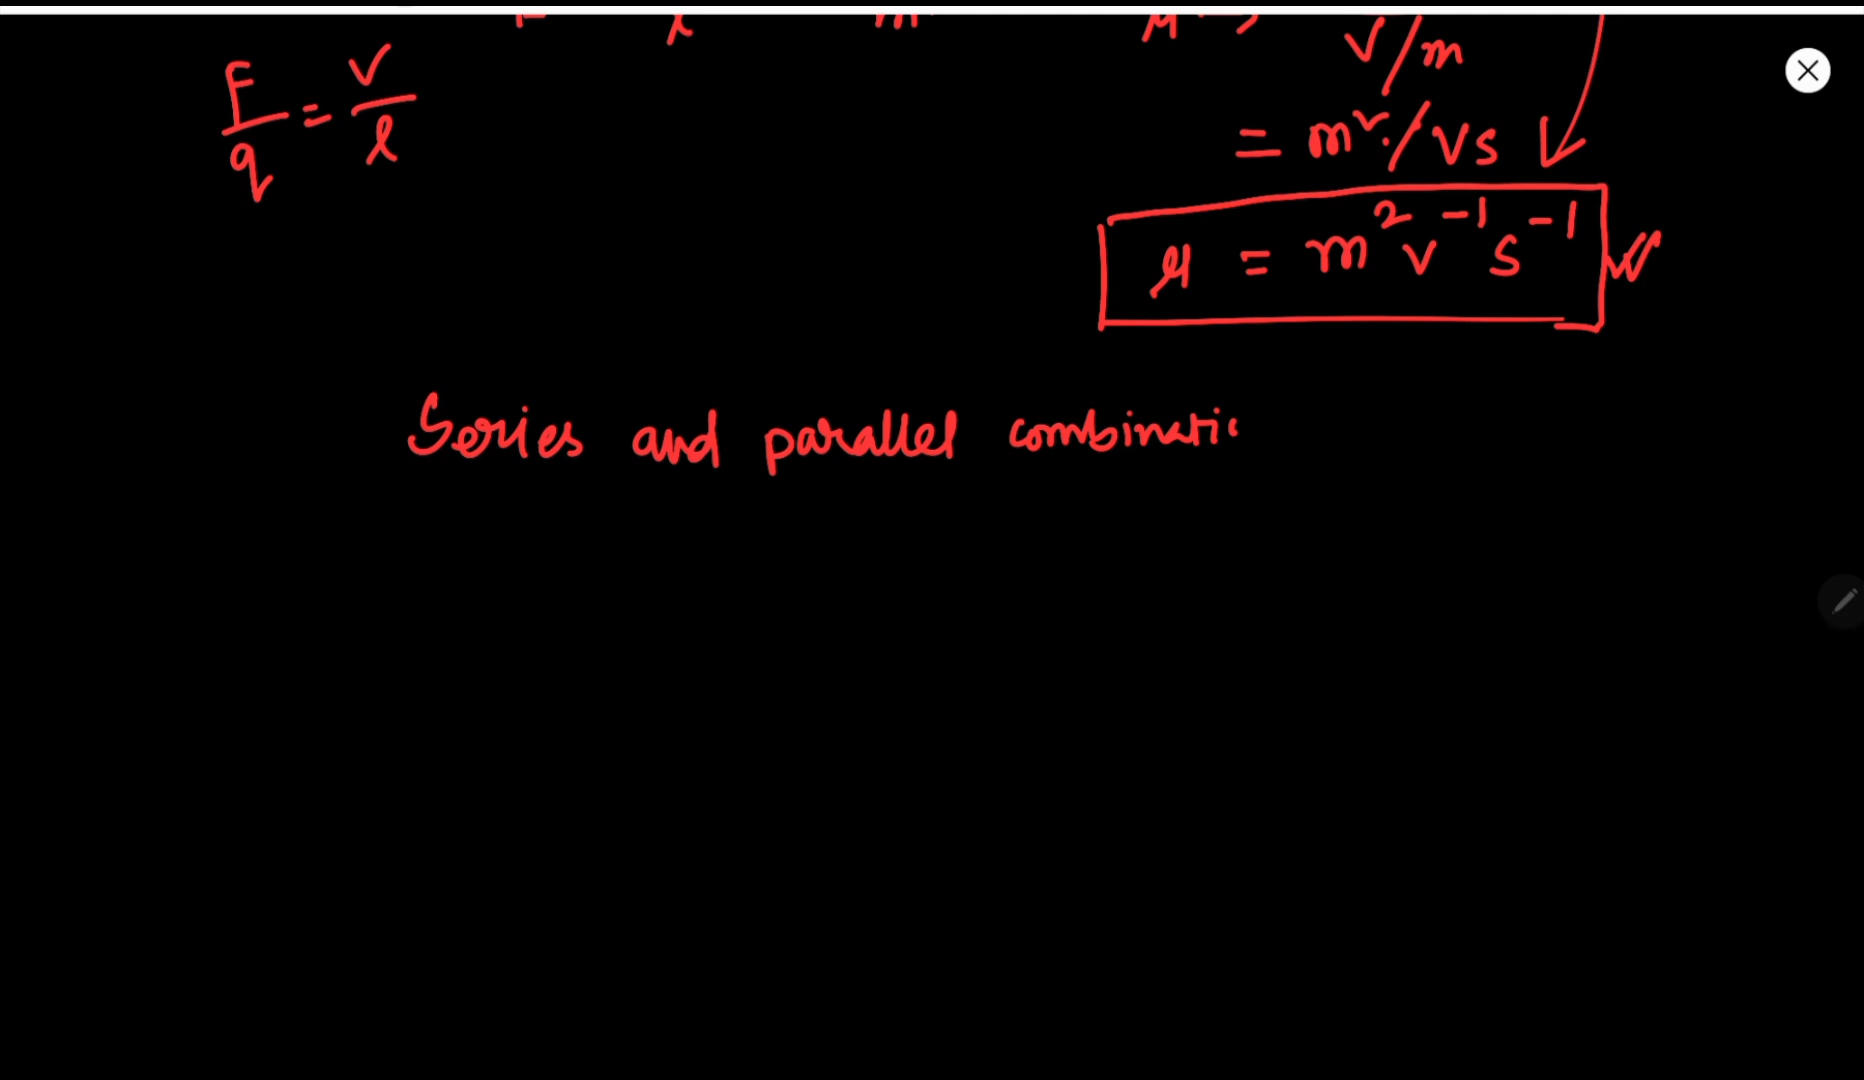 V/m
F/q = V/l
= m²/Vs
μ = m² V⁻¹ s⁻¹
Series and parallel combinati